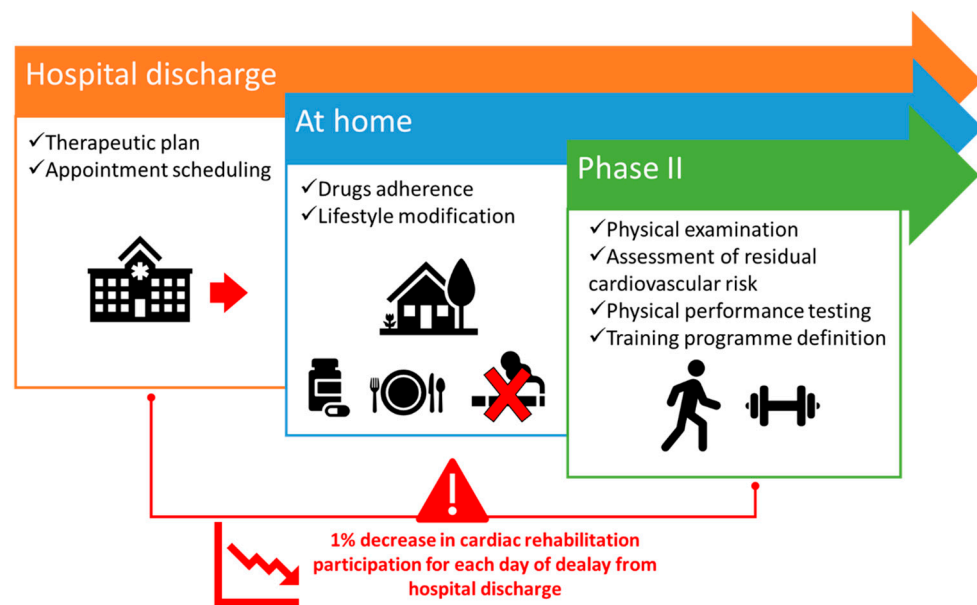 Hospital discharge
✓Therapeutic plan
✓Appointment scheduling
At home
✓Drugs adherence
✓Lifestyle modification
Phase II
✓Physical examination
✓Assessment of residual
cardiovascular risk
✓Physical performance testing
✓Training programme definition
1% decrease in cardiac rehabilitation
participation for each day of dealay from
hospital discharge